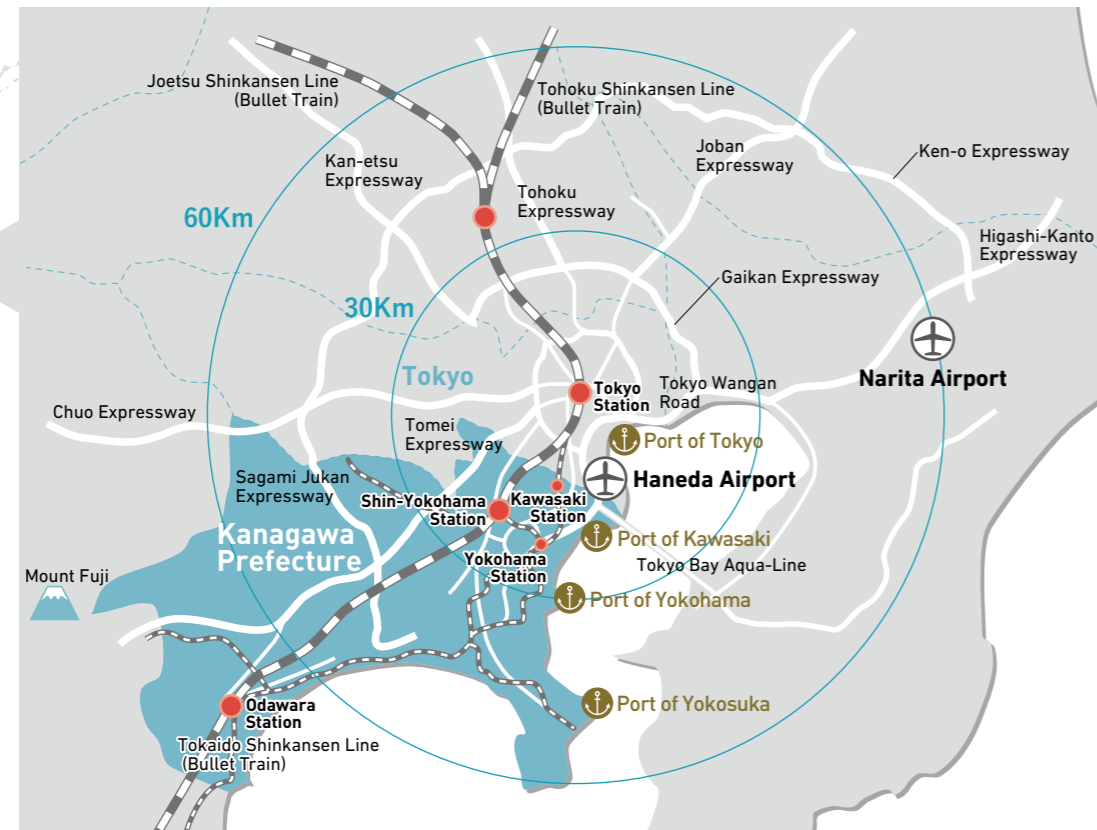 Joetsu Shinkansen Line
(Bullet Train)
Tohoku Shinkansen Line
(Bullet Train)
Kan-etsu
Expressway
Joban
Expressway
Ken-o Expressway
Tohoku
Expressway
60Km
Higashi-Kanto
Expressway
Gaikan Expressway
30Km
Tokyo
Narita Airport
Tokyo
Station
Tokyo Wangan
Road
Chuo Expressway
Tomei
Expressway
Port of Tokyo
Sagami Jukan
Expressway
Haneda Airport
Shin-Yokohama
Station
Kawasaki
Station
Kanagawa
Prefecture
Port of Kawasaki
Yokohama
Station
Tokyo Bay Aqua-Line
Mount Fuji
Port of Yokohama
Odawara
Station
Port of Yokosuka
Tokaido Shinkansen Line
(Bullet Train)